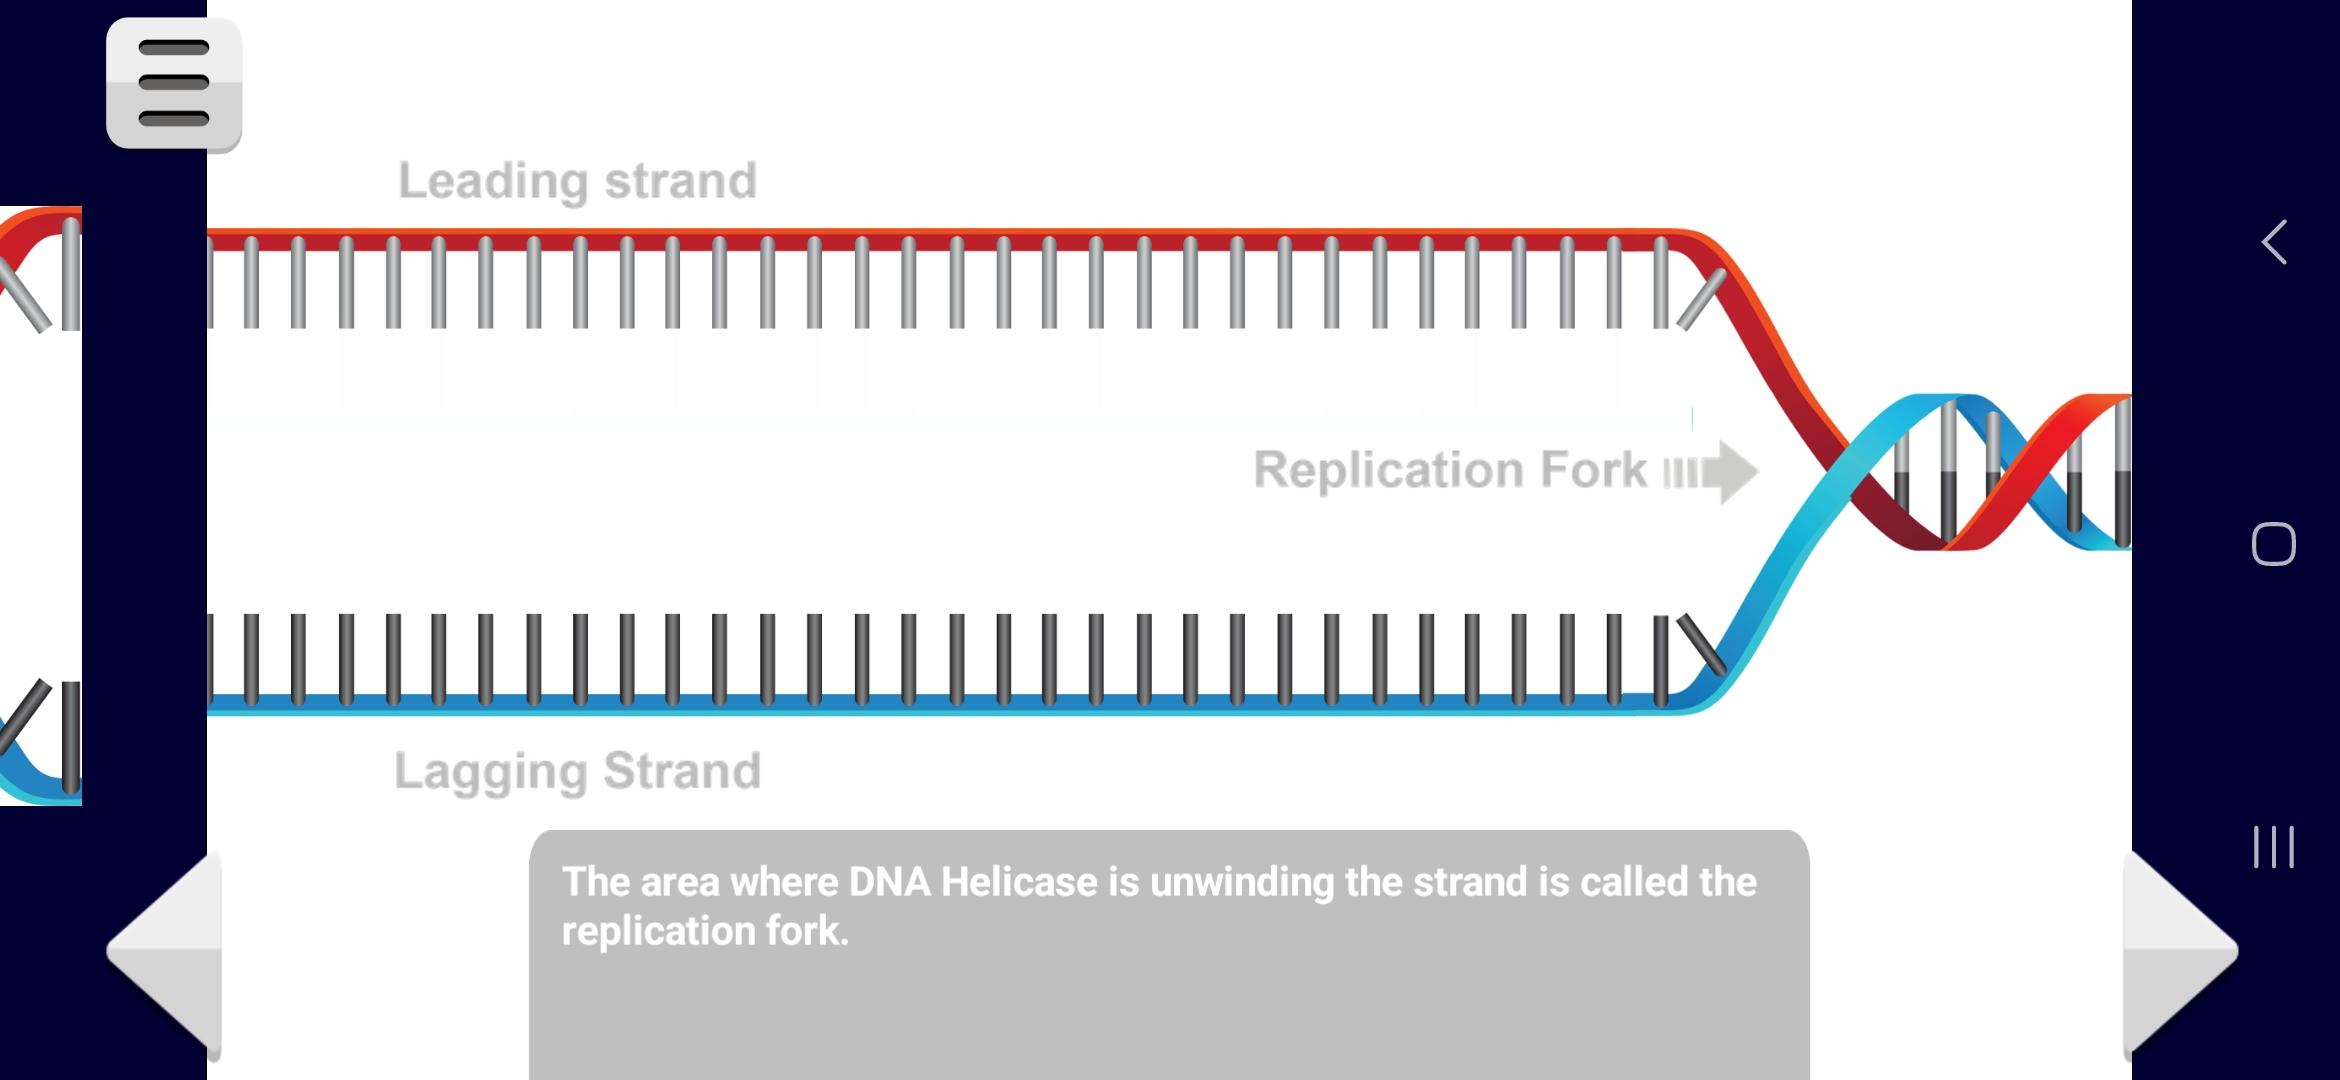 Leading strand
Replication Fork
Lagging Strand
The area where DNA Helicase is unwinding the strand is called the
replication fork.